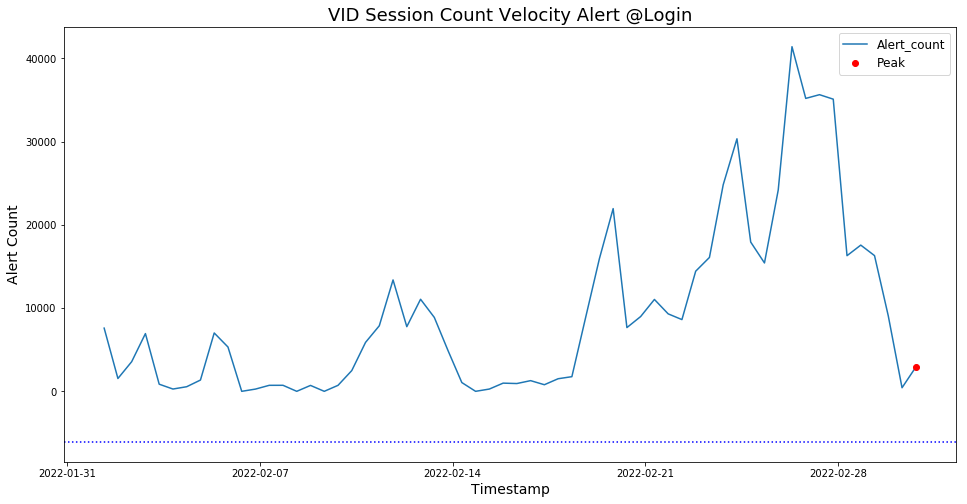 VID Session Count Velocity Alert @Login
Alert_count
Peak
40000
30000
20000
10000
0
Alert Count
2022-01-31 2022-02-07 2022-02-14 2022-02-21 2022-02-28
Timestamp